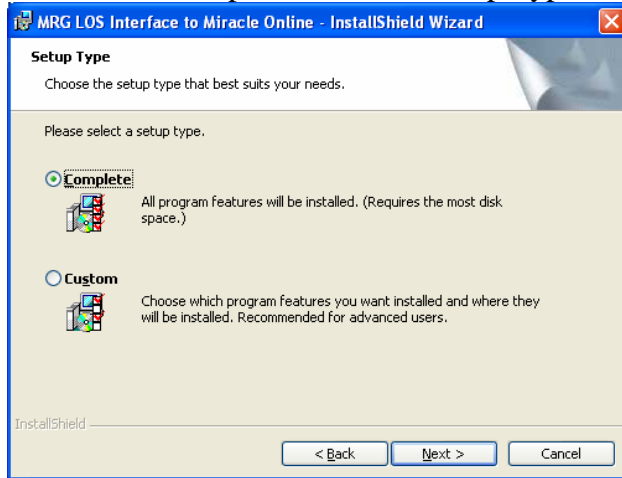 MRG LOS Interface to Miracle Online - InstallShield Wizard
Setup Type
Choose the setup type that best suits your needs.
Please select a setup type.
Complete
All program features will be installed. (Requires the most disk
space.)
Custom
Choose which program features you want installed and where they
will be installed. Recommended for advanced users.
InstallShield
< Back Next > Cancel